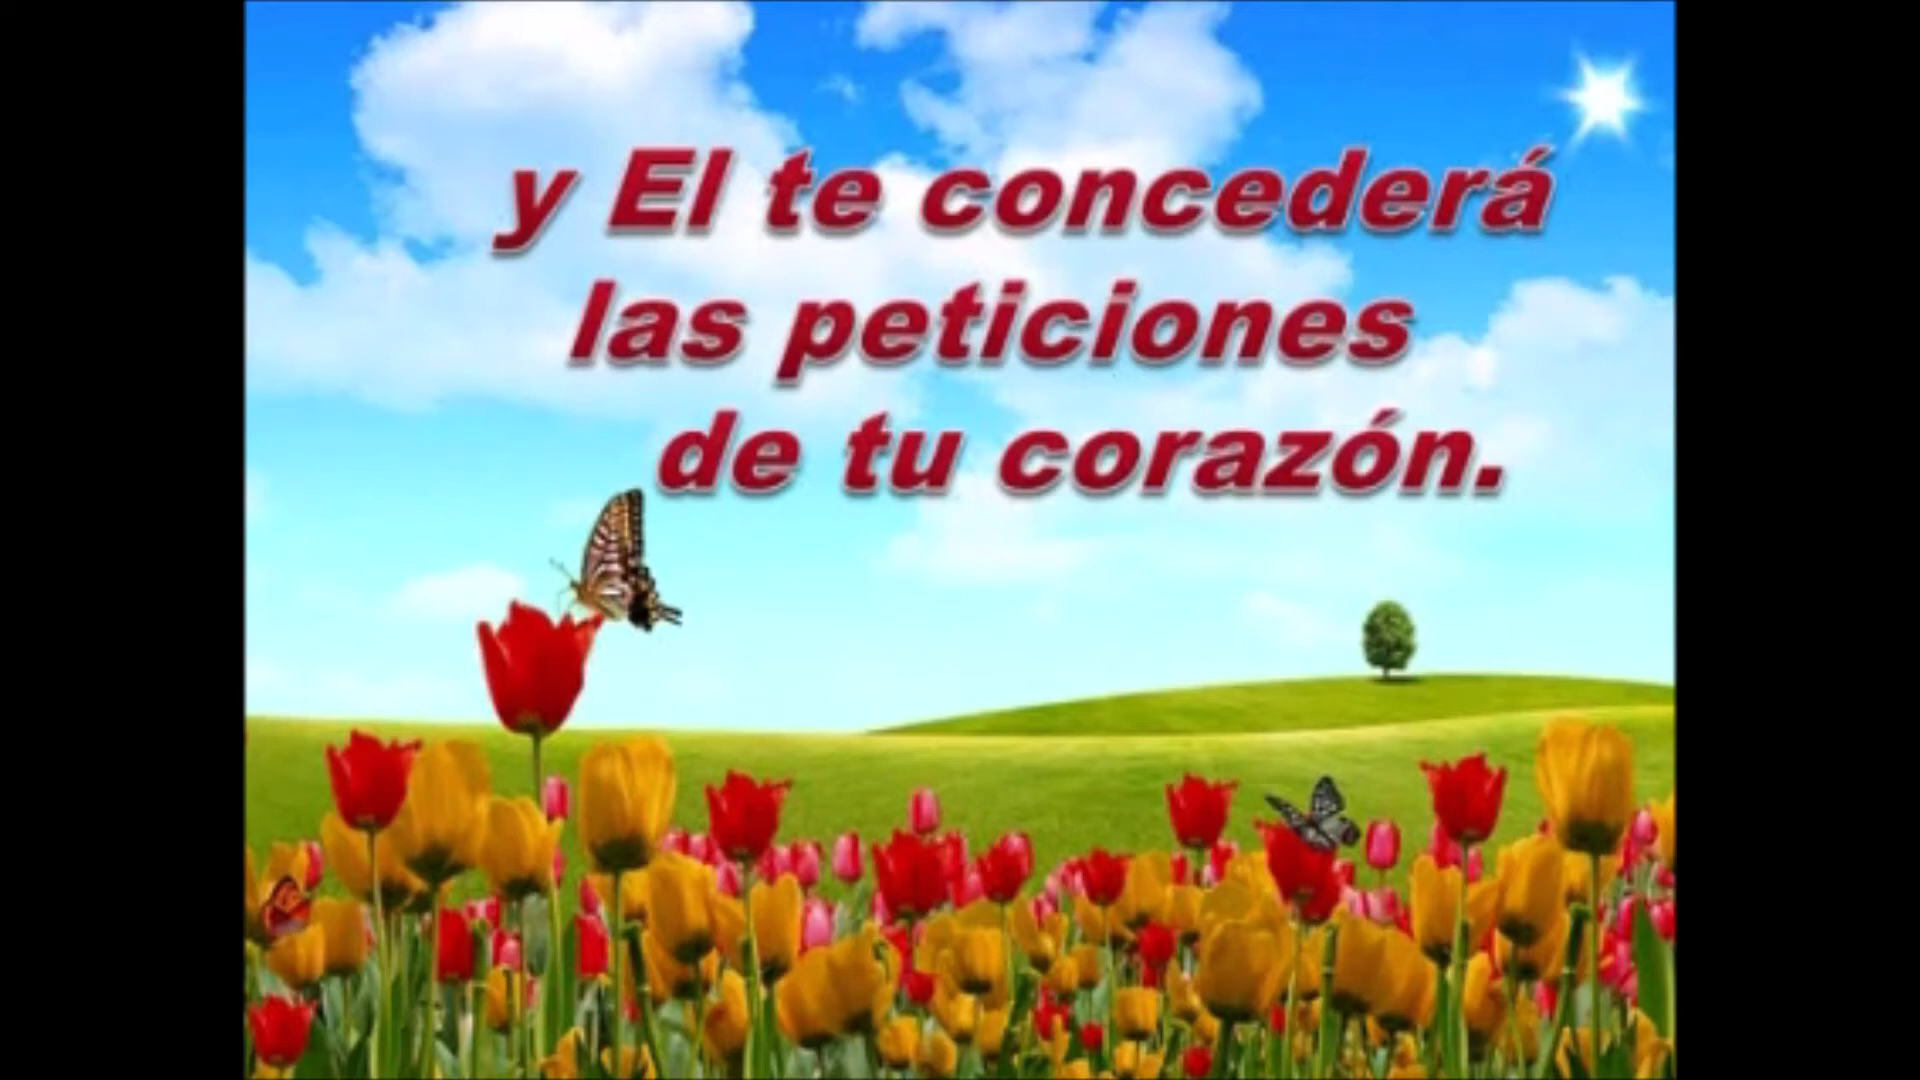 y El te concederá
las peticiones
de tu corazón.